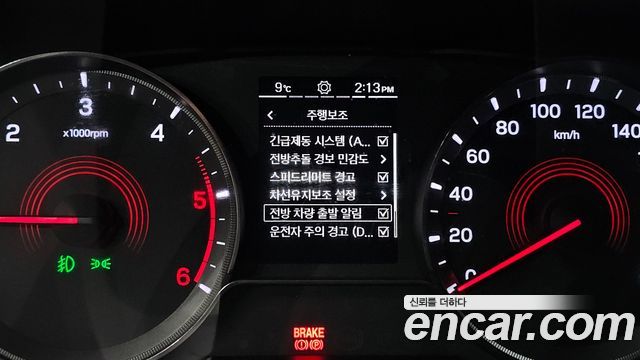 9℃ 2:13PM
주행보조
긴급제동 시스템 (A...
전방추돌 경보 민감도
스피드리미트 경고
차선유지보조 설정
전방 차량 출발 알림
운전자 주의 경고 (D...
2 3 4 5 6
x1000rpm
0 20 40 60 80 100 120 140
km/h
BRAKE
(!) (P)
신뢰를 더하다
encar.com